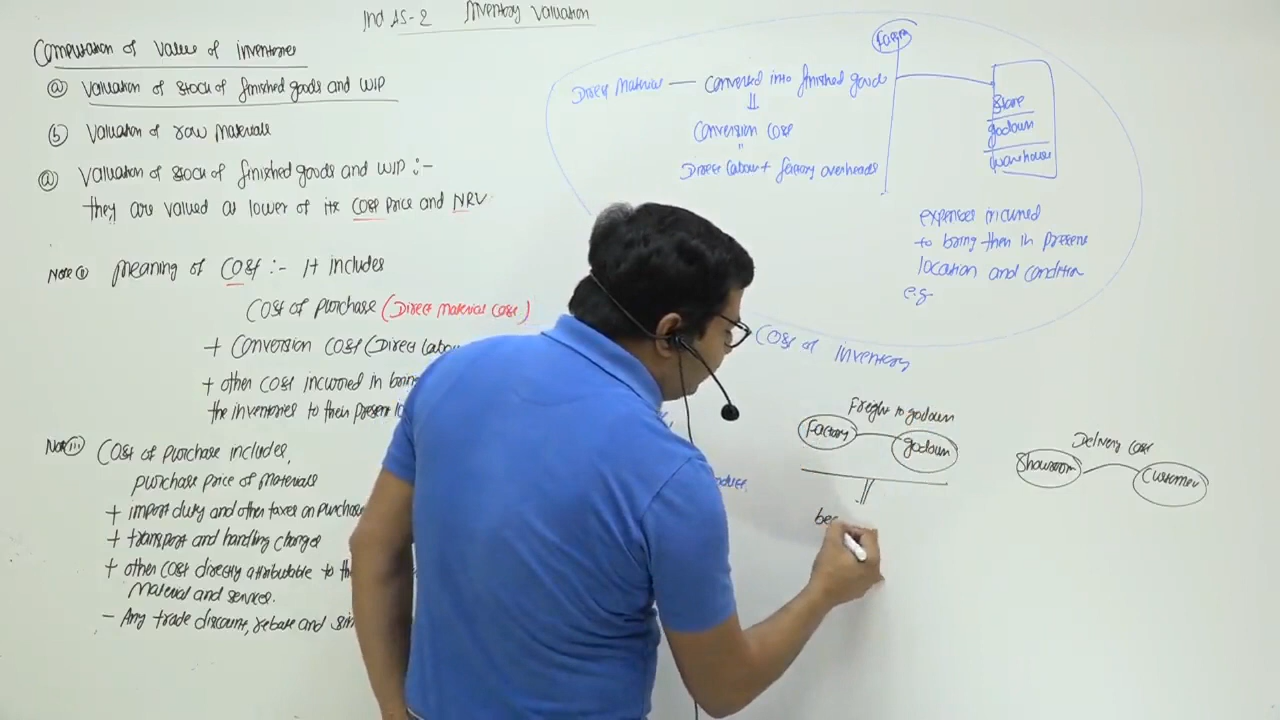 Ind AS-2 Inventory Valuation
Computation of value of inventories
(a) Valuation of stock of finished goods and WIP
(b) Valuation of raw materials
(a) Valuation of stock of finished goods and WIP :-
they are valued at lower of its cost price and NRV
Note (i) Meaning of Cost :- It includes
Cost of purchase (Direct material cost)
+ Conversion cost (Direct labou
+ other cost incurred in brin
the inventories to their present lo
Note (ii) Cost of purchase includes,
purchase price of materials
+ import duty and other taxes on purchas
+ transport and handling charges
+ other cost directly attributable to th
Material and services.
- Any trade discount, rebate and sim
Factory
Direct Material — Converted into finished goods
Conversion cost
Direct labour + factory overheads
Store
godown
warehouse
expenses incurred
to bring then in present
location and condition
e.g
Cost of Inventory
Freight to godown
Factory
godown
Delivery cost
Showroom
Customer
be